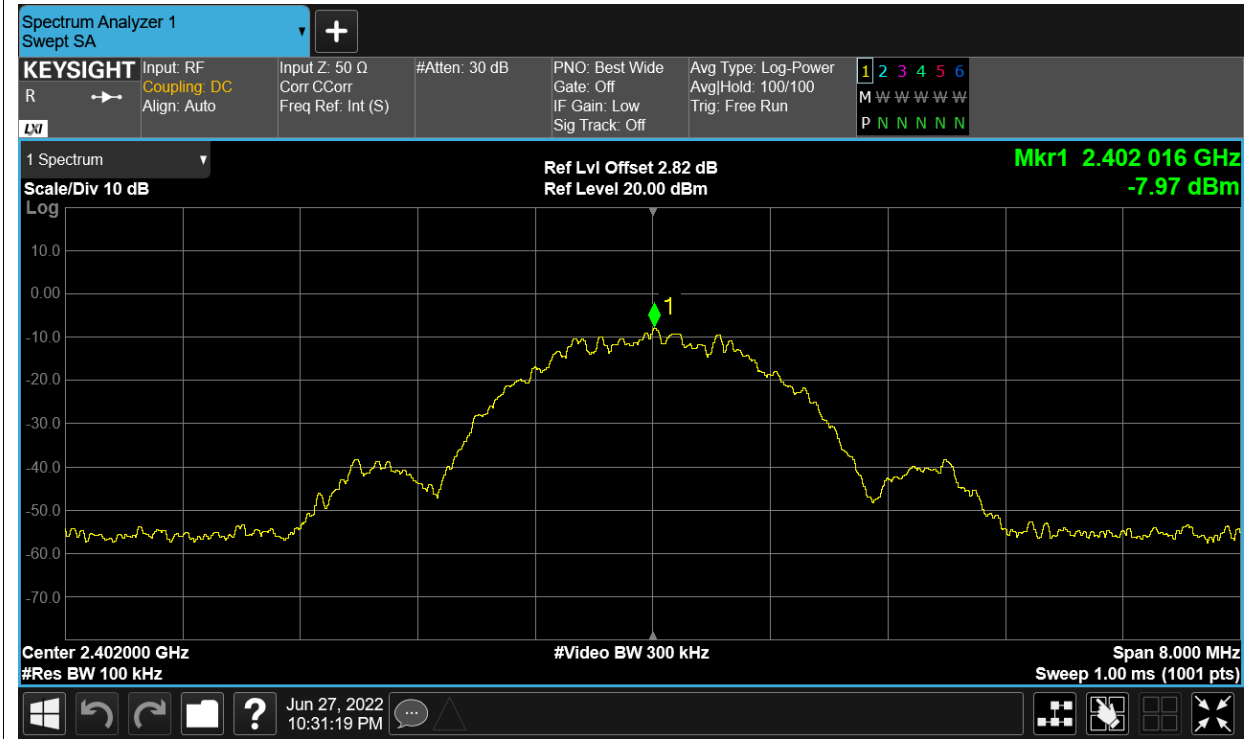 Spectrum Analyzer 1
Swept SA
KEYSIGHT
R
LXI
Input: RF
Coupling: DC
Align: Auto
Input Z: 50 Ω
Corr CCorr
Freq Ref: Int (S)
#Atten: 30 dB
PNO: Best Wide
Gate: Off
IF Gain: Low
Sig Track: Off
Avg Type: Log-Power
Avg|Hold: 100/100
Trig: Free Run
1 2 3 4 5 6
M W W W W W
P N N N N N
1 Spectrum
Scale/Div 10 dB
Log
Ref Lvl Offset 2.82 dB
Ref Level 20.00 dBm
Mkr1 2.402 016 GHz
-7.97 dBm
10.0
0.00
-10.0
-20.0
-30.0
-40.0
-50.0
-60.0
-70.0
1
Center 2.402000 GHz
#Res BW 100 kHz
#Video BW 300 kHz
Span 8.000 MHz
Sweep 1.00 ms (1001 pts)
?
Jun 27, 2022
10:31:19 PM